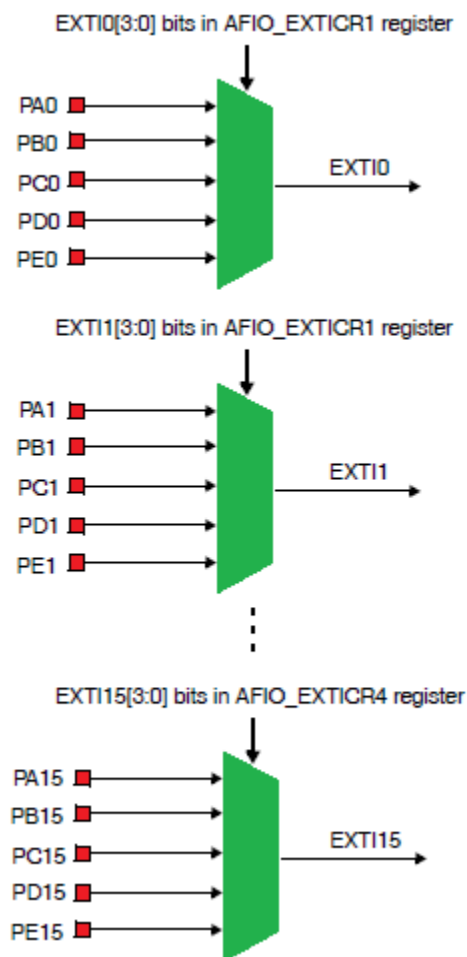 EXTI0[3:0] bits in AFIO_EXTICR1 register
PA0
PB0
PC0
PD0
PE0
EXTI0
EXTI1[3:0] bits in AFIO_EXTICR1 register
PA1
PB1
PC1
PD1
PE1
EXTI1
EXTI15[3:0] bits in AFIO_EXTICR4 register
PA15
PB15
PC15
PD15
PE15
EXTI15